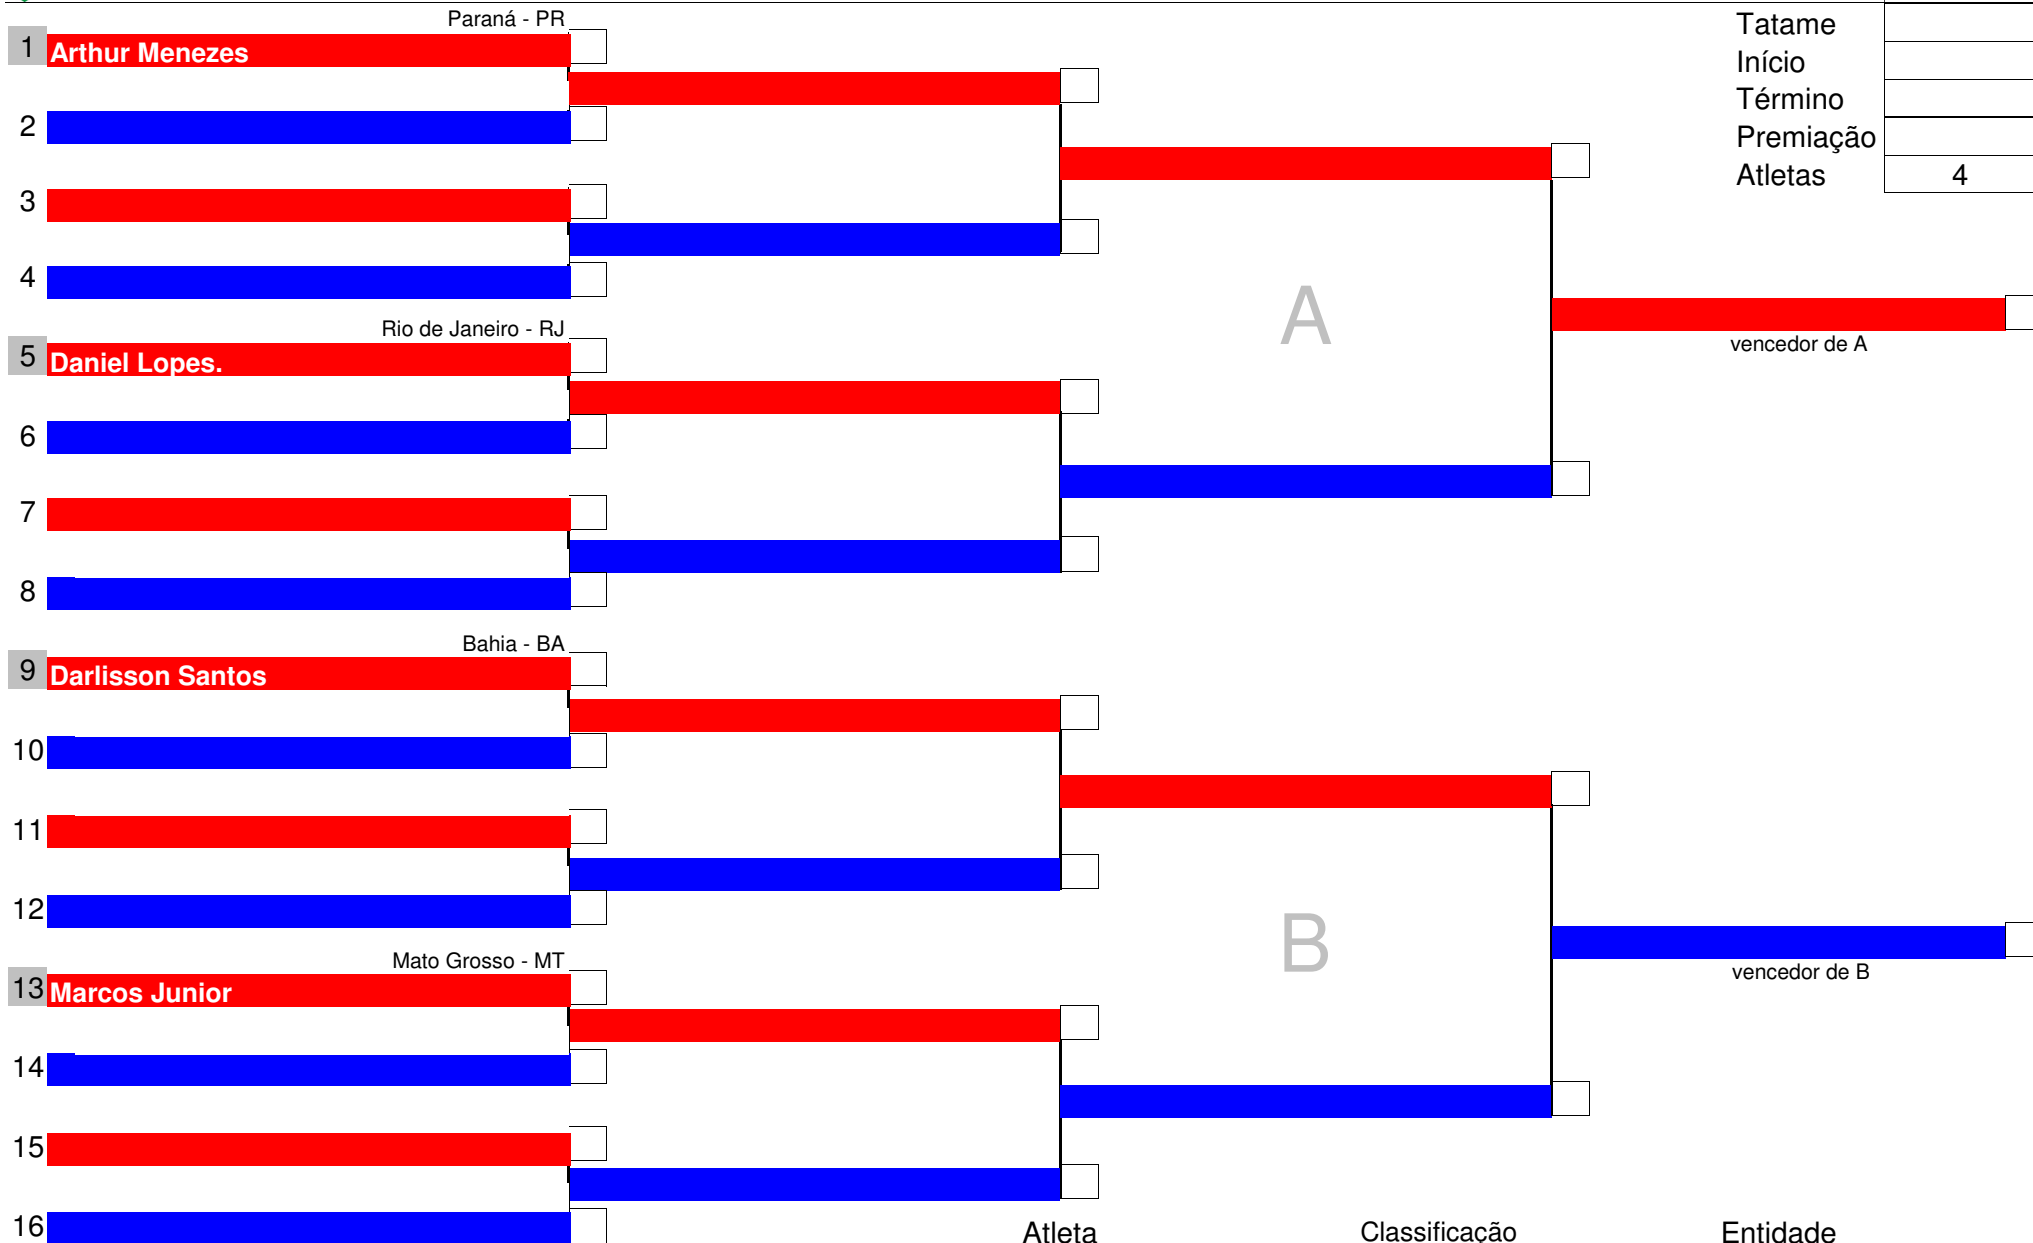 Paraná - PR
1 Arthur Menezes
2
3
4
Rio de Janeiro - RJ
5 Daniel Lopes.
6
7
8
Bahia - BA
9 Darlisson Santos
10
11
12
Mato Grosso - MT
13 Marcos Junior
14
15
16
A
B
vencedor de A
vencedor de B
Tatame
Início
Término
Premiação
Atletas 4
Atleta Classificação Entidade